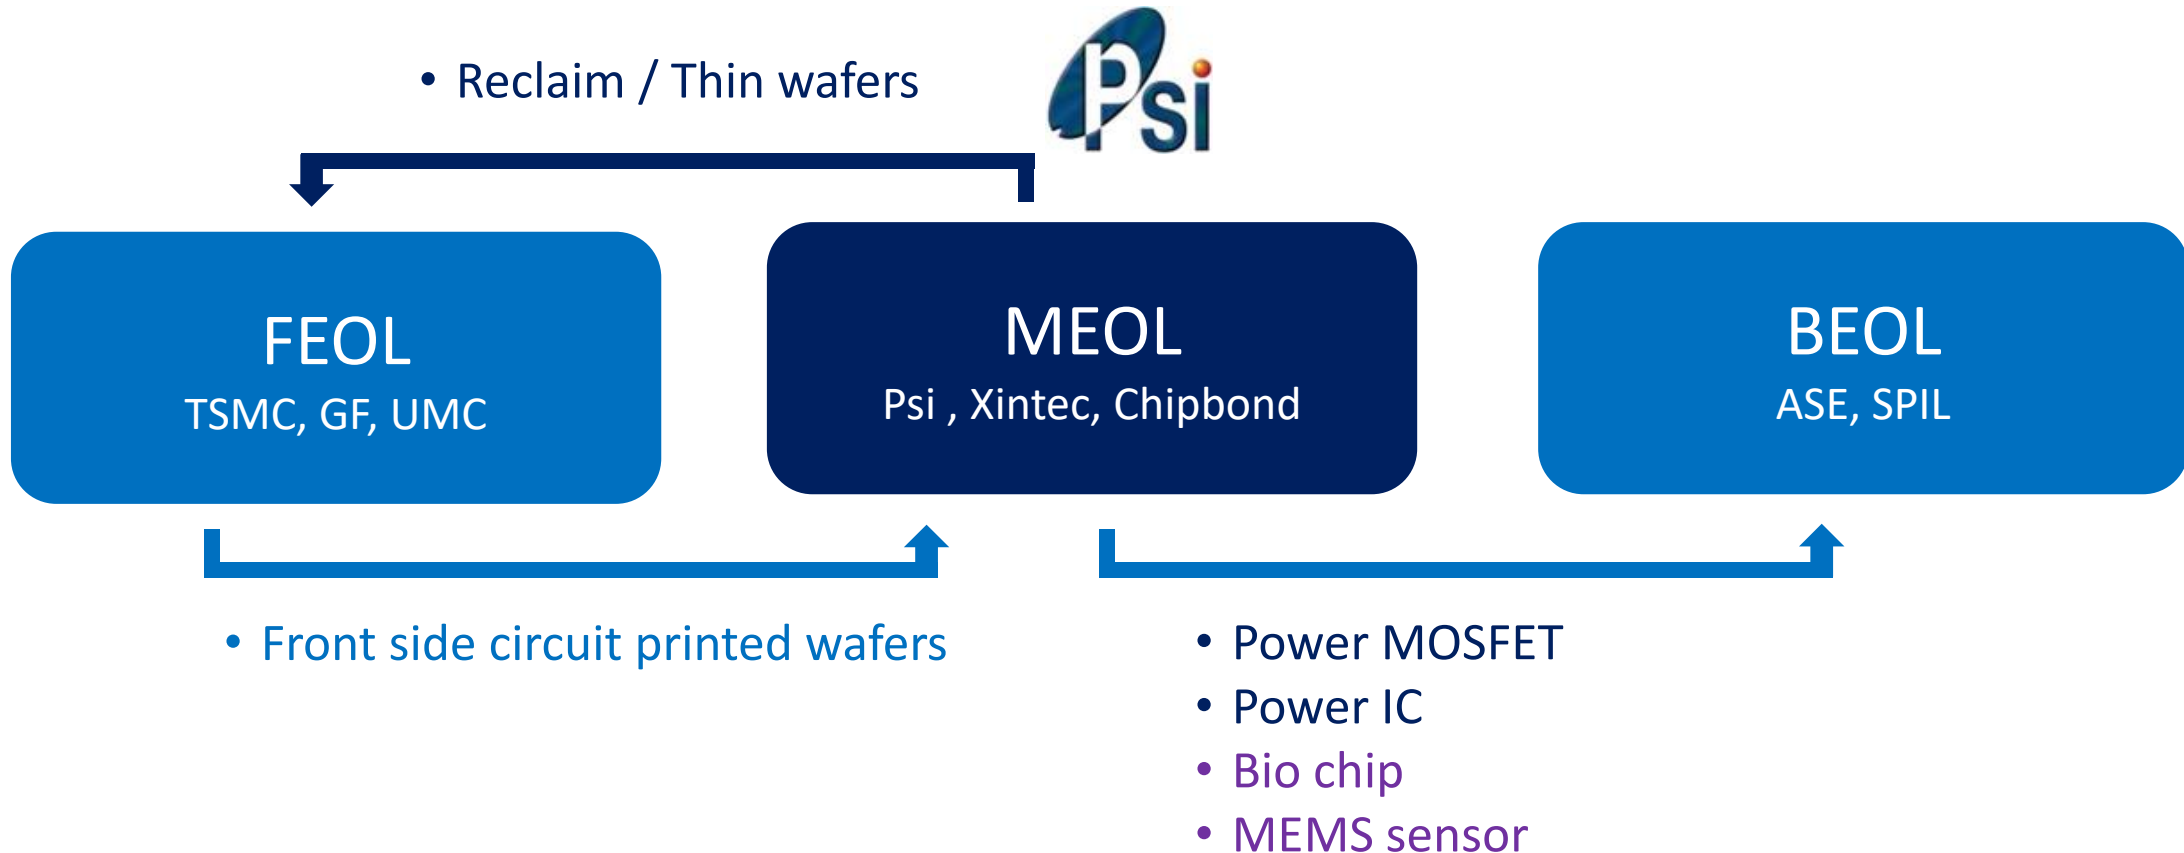 • Reclaim / Thin wafers
Psi
FEOL
TSMC, GF, UMC
MEOL
Psi , Xintec, Chipbond
BEOL
ASE, SPIL
• Front side circuit printed wafers
• Power MOSFET
• Power IC
• Bio chip
• MEMS sensor